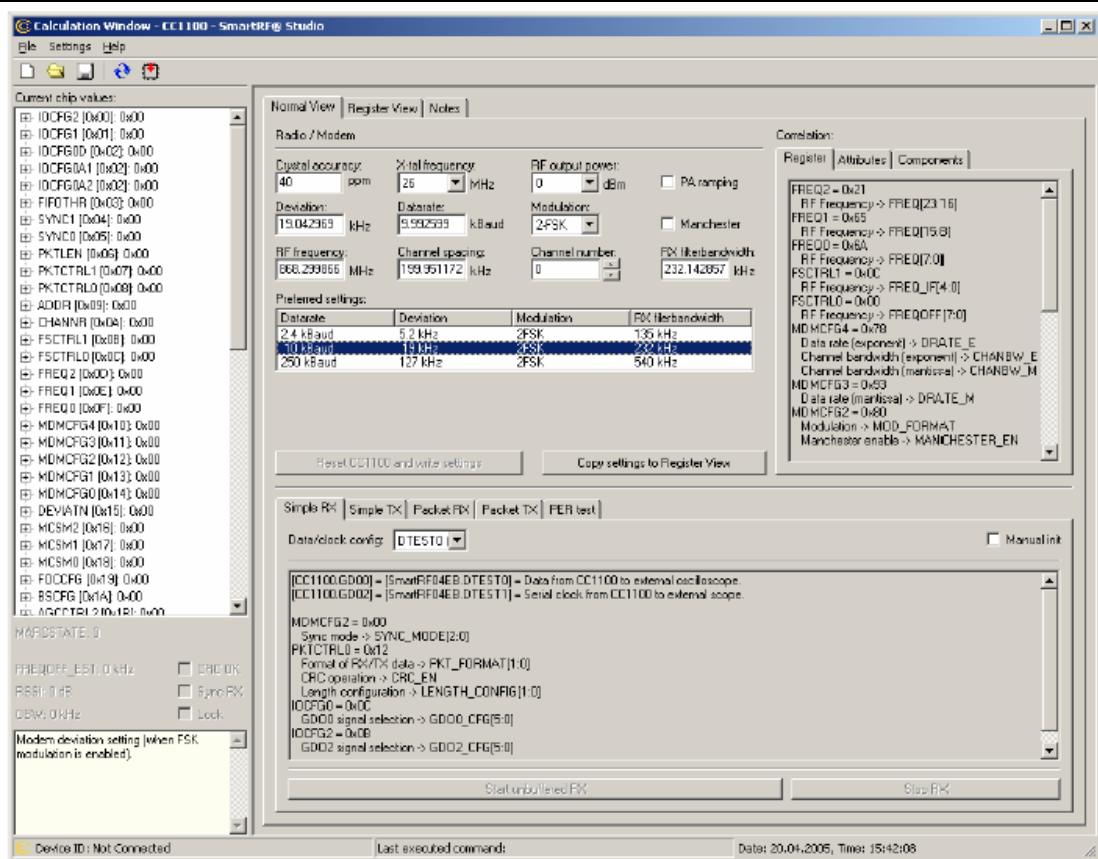 Calculation Window - CC1100 - SmartRF® Studio
File Settings Help
Current chip values:
IOCFG2 [0x00]: 0x00
IOCFG1 [0x01]: 0x00
IOCFG0D [0x02]: 0x00
IOCFG0A1 [0x02]: 0x00
IOCFG0A2 [0x02]: 0x00
FIFOTHR [0x03]: 0x00
SYNC1 [0x04]: 0x00
SYNC0 [0x05]: 0x00
PKTLEN [0x06]: 0x00
PKTCTRL1 [0x07]: 0x00
PKTCTRL0 [0x08]: 0x00
ADDR [0x09]: 0x00
CHANNR [0x0A]: 0x00
FSCTRL1 [0x0B]: 0x00
FSCTRL0 [0x0C]: 0x00
FREQ2 [0x0D]: 0x00
FREQ1 [0x0E]: 0x00
FREQ0 [0x0F]: 0x00
MDMCFG4 [0x10]: 0x00
MDMCFG3 [0x11]: 0x00
MDMCFG2 [0x12]: 0x00
MDMCFG1 [0x13]: 0x00
MDMCFG0 [0x14]: 0x00
DEVIATN [0x15]: 0x00
MCSM2 [0x16]: 0x00
MCSM1 [0x17]: 0x00
MCSM0 [0x18]: 0x00
FOCCFG [0x19]: 0x00
BSCFG [0x1A]: 0x00
AGCCTRL2 [0x1B]: 0x00
MARCSTATE: 0
FREQOFF_EST: 0 kHz CRC OK
RSSI: 0 dB Sync RX
CBW: 0 kHz Lock
Modem deviation setting (when FSK
modulation is enabled).
Normal View Register View Notes
Radio / Modem
Crystal accuracy: X-tal frequency: RF output power:
40 ppm 26 MHz 0 dBm PA ramping
Deviation: Datarate: Modulation:
19.042969 kHz 9.992599 kBaud 2-FSK Manchester
RF frequency: Channel spacing: Channel number: RX filterbandwidth:
868.299866 MHz 199.951172 kHz 0 232.142857 kHz
Preferred settings:
Datarate Deviation Modulation RX filerbandwidth
2.4 kBaud 5.2 kHz 2FSK 135 kHz
10 kBaud 19 kHz 2FSK 232 kHz
250 kBaud 127 kHz 2FSK 540 kHz
Reset CC1100 and write settings Copy settings to Register View
Correlation:
Register Attributes Components
FREQ2 = 0x21
RF Frequency -> FREQ[23:16]
FREQ1 = 0x65
RF Frequency -> FREQ[15:8]
FREQ0 = 0x6A
RF Frequency -> FREQ[7:0]
FSCTRL1 = 0x0C
RF Frequency -> FREQ_IF[4:0]
FSCTRL0 = 0x00
RF Frequency -> FREQOFF[7:0]
MDMCFG4 = 0x78
Data rate (exponent) -> DRATE_E
Channel bandwidth (exponent) -> CHANBW_E
Channel bandwidth (mantissa) -> CHANBW_M
MDMCFG3 = 0x93
Data rate (mantissa) -> DRATE_M
MDMCFG2 = 0x80
Modulation -> MOD_FORMAT
Manchester enable -> MANCHESTER_EN
Simple RX Simple TX Packet RX Packet TX PER test
Data/clock config: DTEST0 ( Manual init
[CC1100.GDO0] = [SmartRF04EB.DTEST0] = Data from CC1100 to external oscilloscope.
[CC1100.GDO2] = [SmartRF04EB.DTEST1] = Serial clock from CC1100 to external scope.
MDMCFG2 = 0x00
Sync mode -> SYNC_MODE[2:0]
PKTCTRL0 = 0x12
Format of RX/TX data -> PKT_FORMAT[1:0]
CRC operation -> CRC_EN
Length configuration -> LENGTH_CONFIG[1:0]
IOCFG0 = 0x0C
GDO0 signal selection -> GDO0_CFG[5:0]
IOCFG2 = 0x0B
GDO2 signal selection -> GDO2_CFG[5:0]
Start unbuffered RX Stop RX
Device ID: Not Connected Last executed command: Date: 20.04.2005, Time: 15:42:08